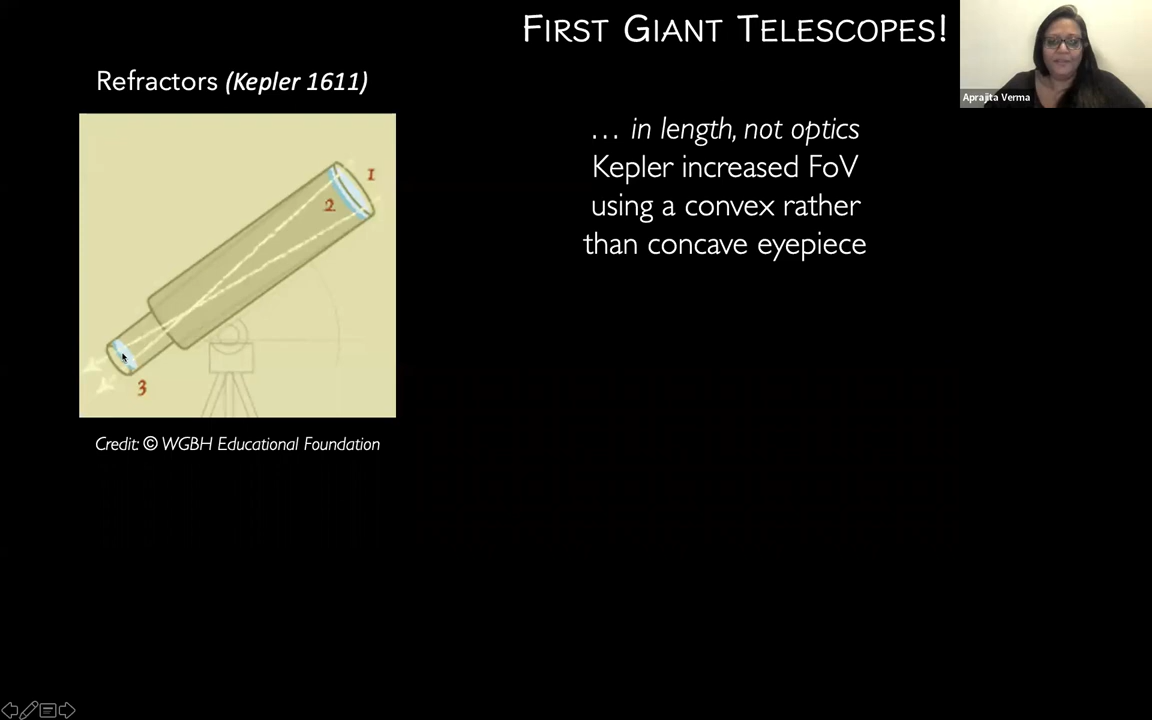 FIRST GIANT TELESCOPES!
Aprajita Verma
Refractors (Kepler 1611)
1
2
3
Credit: © WGBH Educational Foundation
… in length, not optics
Kepler increased FoV
using a convex rather
than concave eyepiece